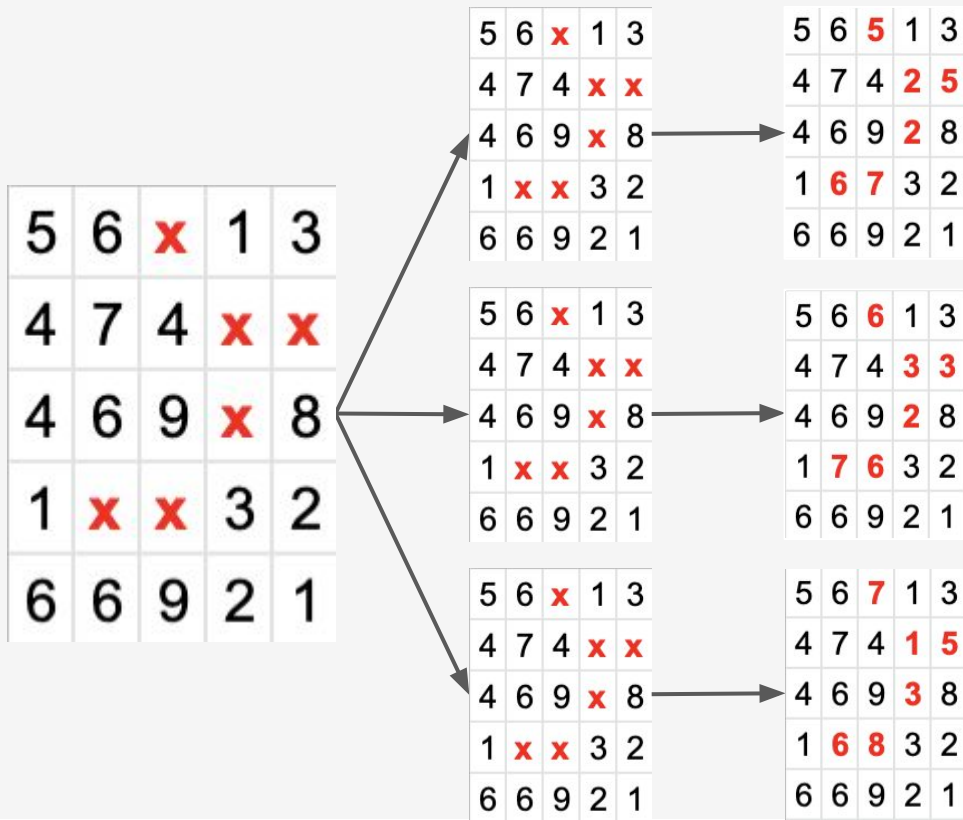 5 6 x 1 3
4 7 4 x x
4 6 9 x 8
1 x x 3 2
6 6 9 2 1
5 6 x 1 3
4 7 4 x x
4 6 9 x 8
1 x x 3 2
6 6 9 2 1
5 6 5 1 3
4 7 4 2 5
4 6 9 2 8
1 6 7 3 2
6 6 9 2 1
5 6 x 1 3
4 7 4 x x
4 6 9 x 8
1 x x 3 2
6 6 9 2 1
5 6 6 1 3
4 7 4 3 3
4 6 9 2 8
1 7 6 3 2
6 6 9 2 1
5 6 x 1 3
4 7 4 x x
4 6 9 x 8
1 x x 3 2
6 6 9 2 1
5 6 7 1 3
4 7 4 1 5
4 6 9 3 8
1 6 8 3 2
6 6 9 2 1